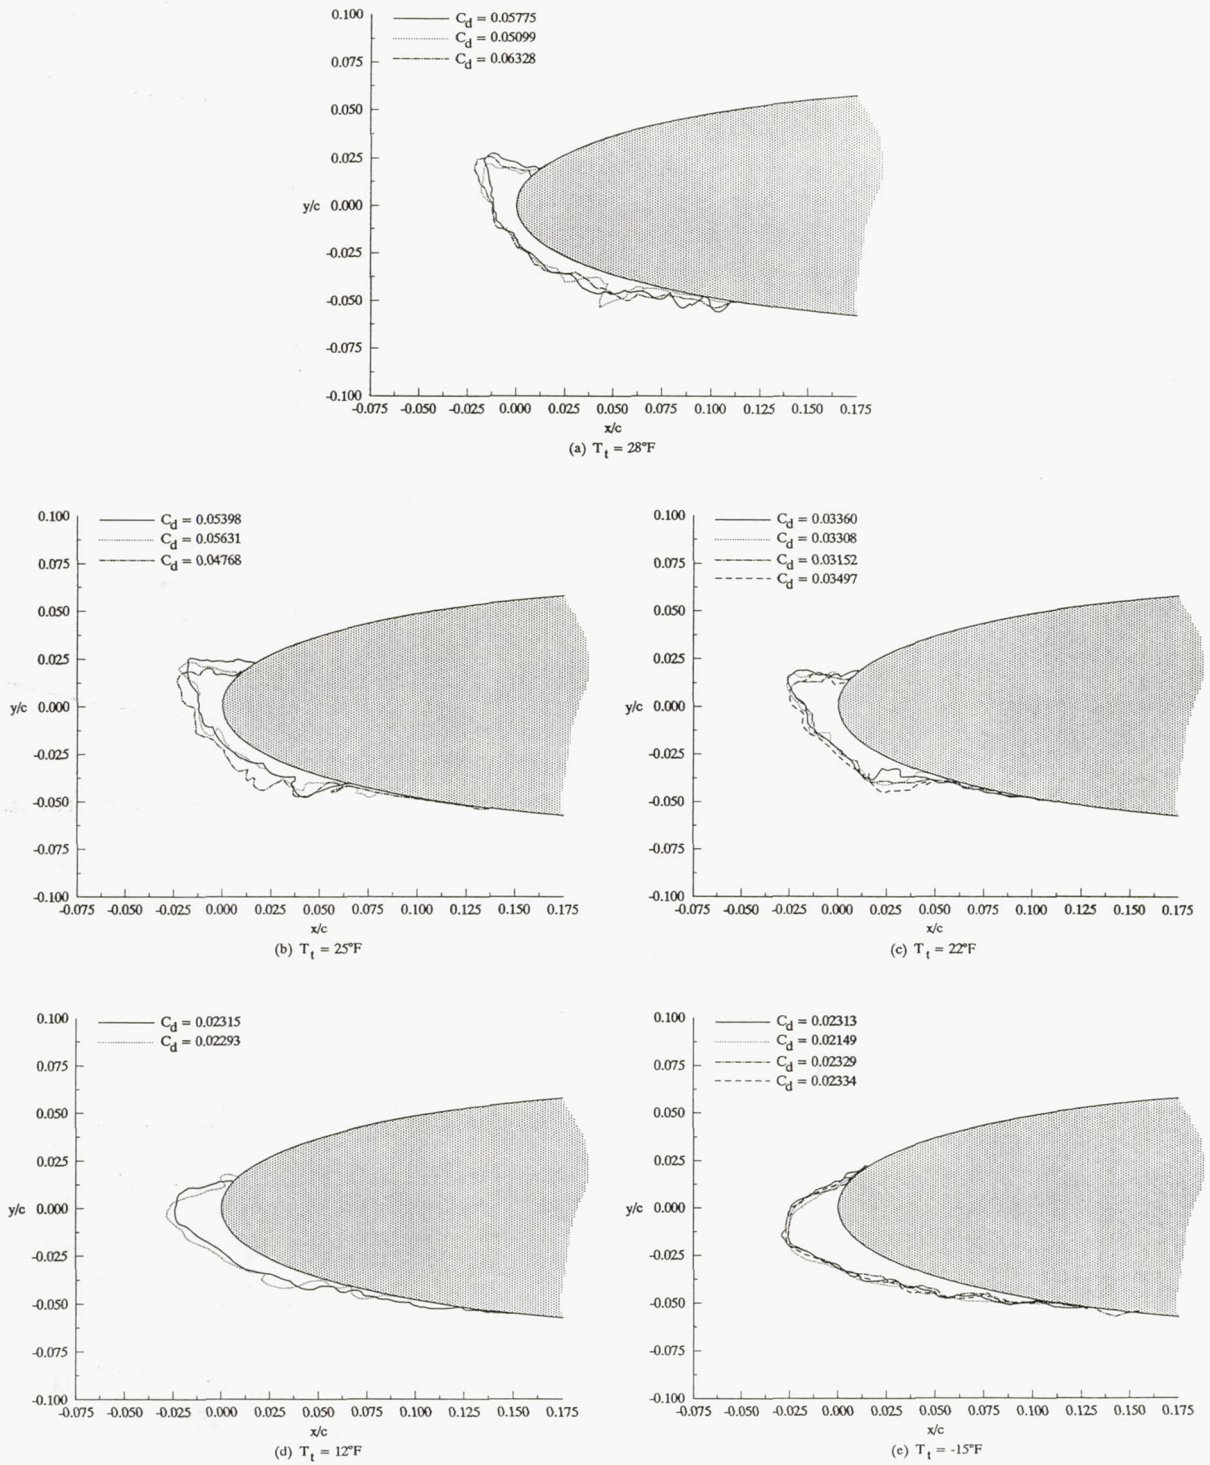 0.100
0.075
0.050
0.025
y/c 0.000
-0.025
-0.050
-0.075
-0.100
C_d = 0.05775
C_d = 0.05099
C_d = 0.06328
-0.075 -0.050 -0.025 0.000 0.025 0.050 0.075 0.100 0.125 0.150 0.175
x/c
(a) T_t = 28°F
0.100
0.075
0.050
0.025
y/c 0.000
-0.025
-0.050
-0.075
-0.100
C_d = 0.05398
C_d = 0.05631
C_d = 0.04768
-0.075 -0.050 -0.025 0.000 0.025 0.050 0.075 0.100 0.125 0.150 0.175
x/c
(b) T_t = 25°F
0.100
0.075
0.050
0.025
y/c 0.000
-0.025
-0.050
-0.075
-0.100
C_d = 0.03360
C_d = 0.03308
C_d = 0.03152
C_d = 0.03497
-0.075 -0.050 -0.025 0.000 0.025 0.050 0.075 0.100 0.125 0.150 0.175
x/c
(c) T_t = 22°F
0.100
0.075
0.050
0.025
y/c 0.000
-0.025
-0.050
-0.075
-0.100
C_d = 0.02315
C_d = 0.02293
-0.075 -0.050 -0.025 0.000 0.025 0.050 0.075 0.100 0.125 0.150 0.175
x/c
(d) T_t = 12°F
0.100
0.075
0.050
0.025
y/c 0.000
-0.025
-0.050
-0.075
-0.100
C_d = 0.02313
C_d = 0.02149
C_d = 0.02329
C_d = 0.02334
-0.075 -0.050 -0.025 0.000 0.025 0.050 0.075 0.100 0.125 0.150 0.175
x/c
(e) T_t = -15°F